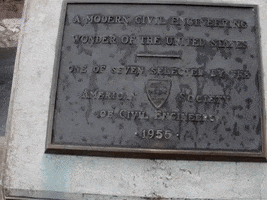 A MODERN CIVIL ENGINEERING
WONDER OF THE UNITED STATES
ONE OF SEVEN SELECTED BY THE
AMERICAN SOCIETY
OF CIVIL ENGINEERS
· 1955 ·